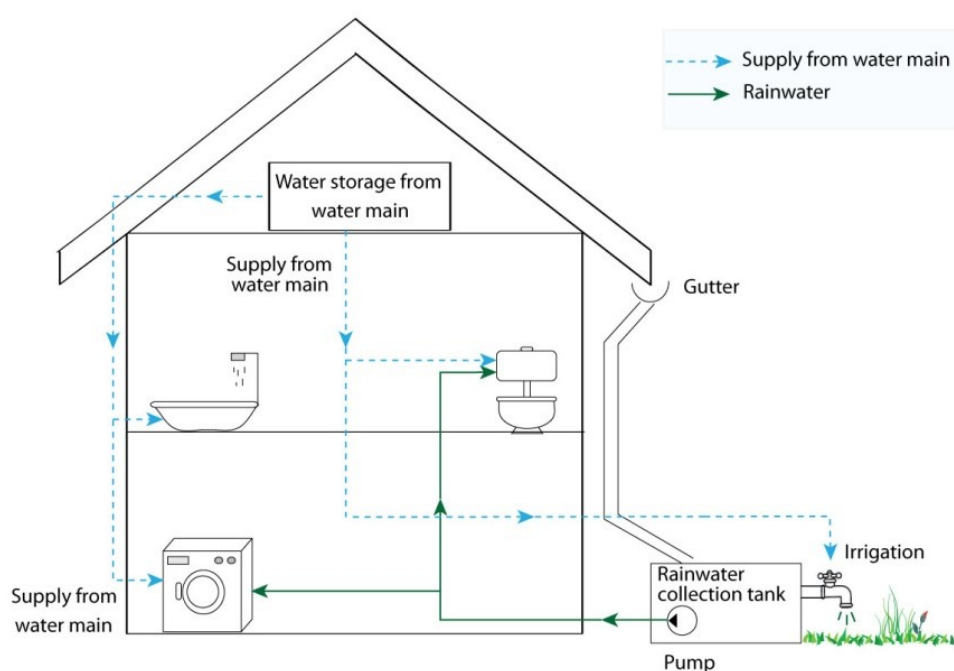 Supply from water main
Rainwater
Water storage from
water main
Supply from
water main
Gutter
Irrigation
Rainwater
collection tank
Supply from
water main
Pump